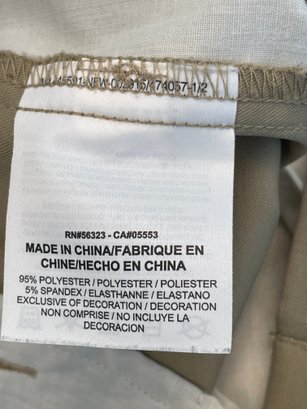 RN#56323 - CA#05553
MADE IN CHINA/FABRIQUE EN
CHINE/HECHO EN CHINA
95% POLYESTER / POLYESTER / POLIESTER
5% SPANDEX / ELASTHANNE / ELASTANO
EXCLUSIVE OF DECORATION / DECORATION
NON COMPRISE / NO INCLUYE LA
DECORACION